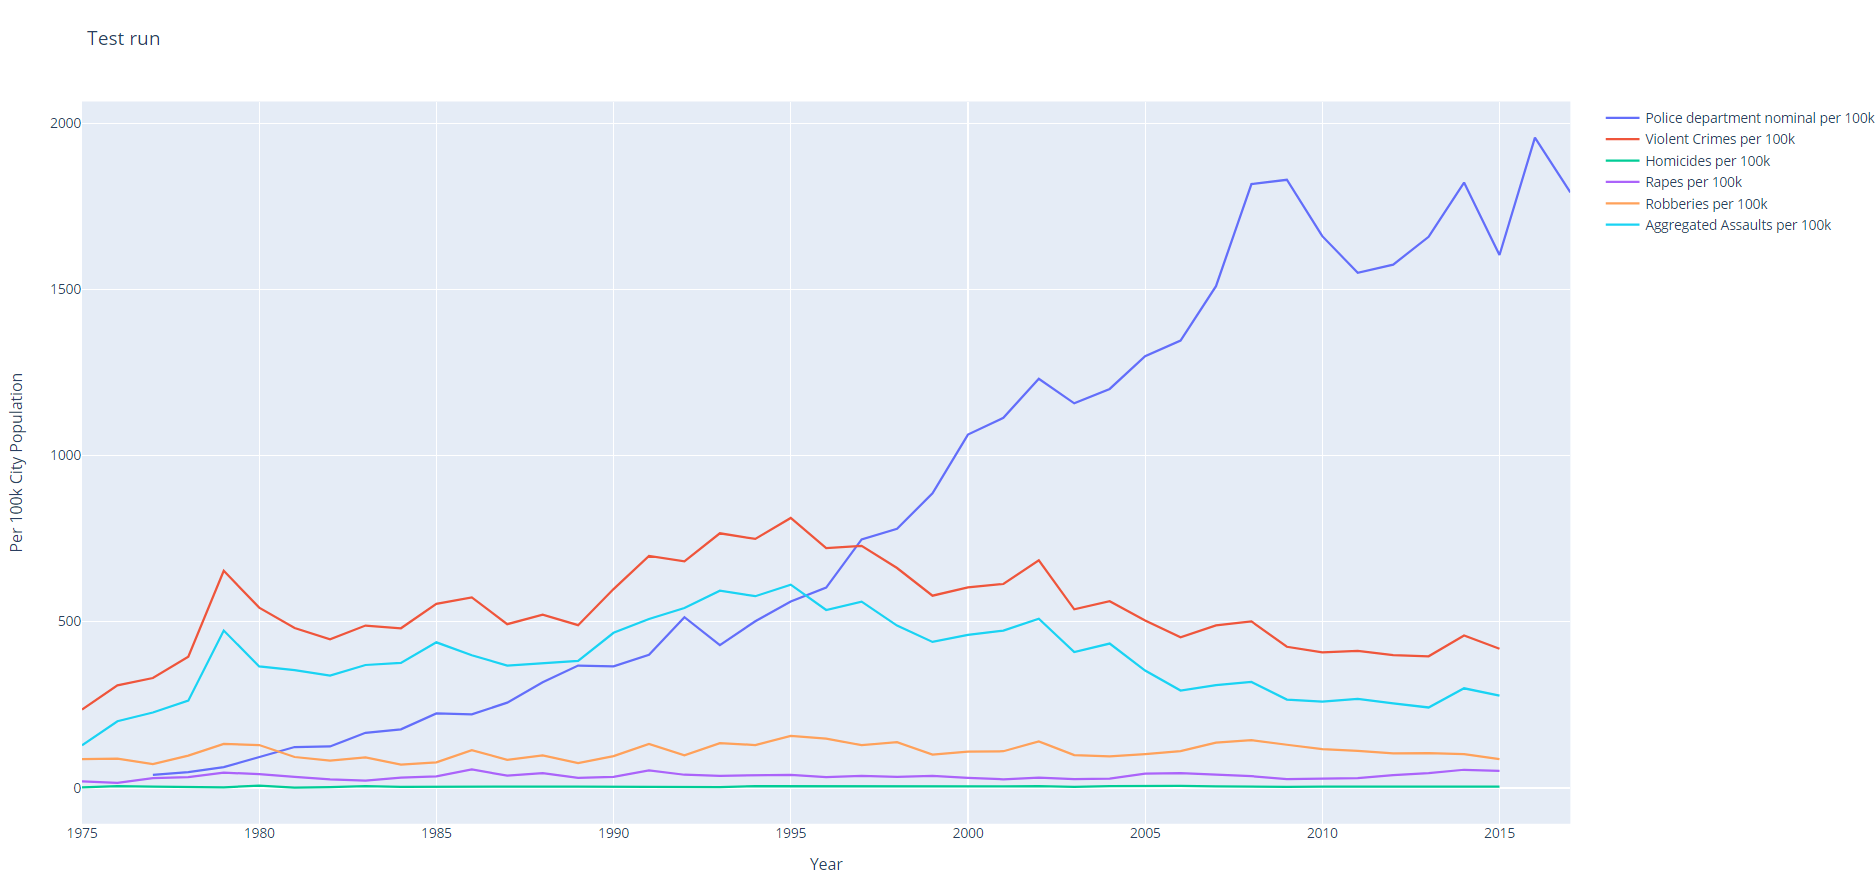 Test run
2000
1500
1000
500
0
Per 100k City Population
1975
1980
1985
1990
1995
2000
2005
2010
2015
Year
Police department nominal per 100k
Violent Crimes per 100k
Homicides per 100k
Rapes per 100k
Robberies per 100k
Aggregated Assaults per 100k